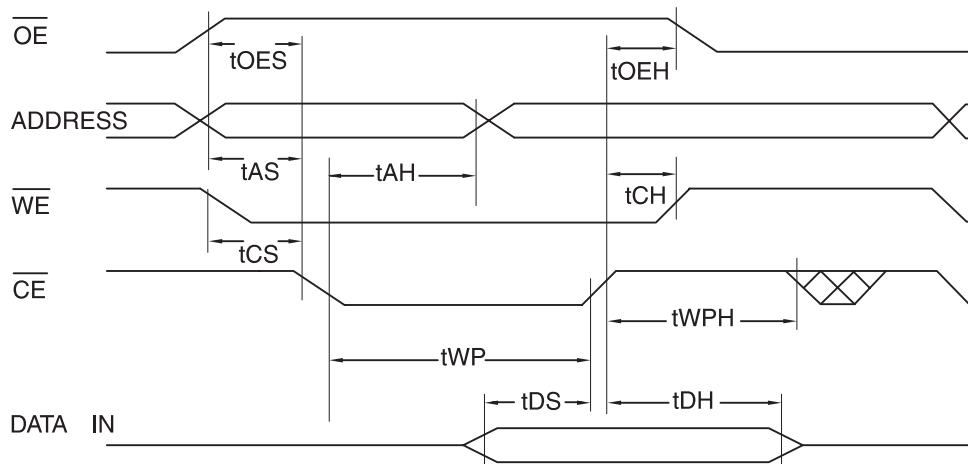 OE
tOES
tOEH
ADDRESS
tAS
tAH
tCH
WE
tCS
CE
tWPH
tWP
tDS
tDH
DATA IN